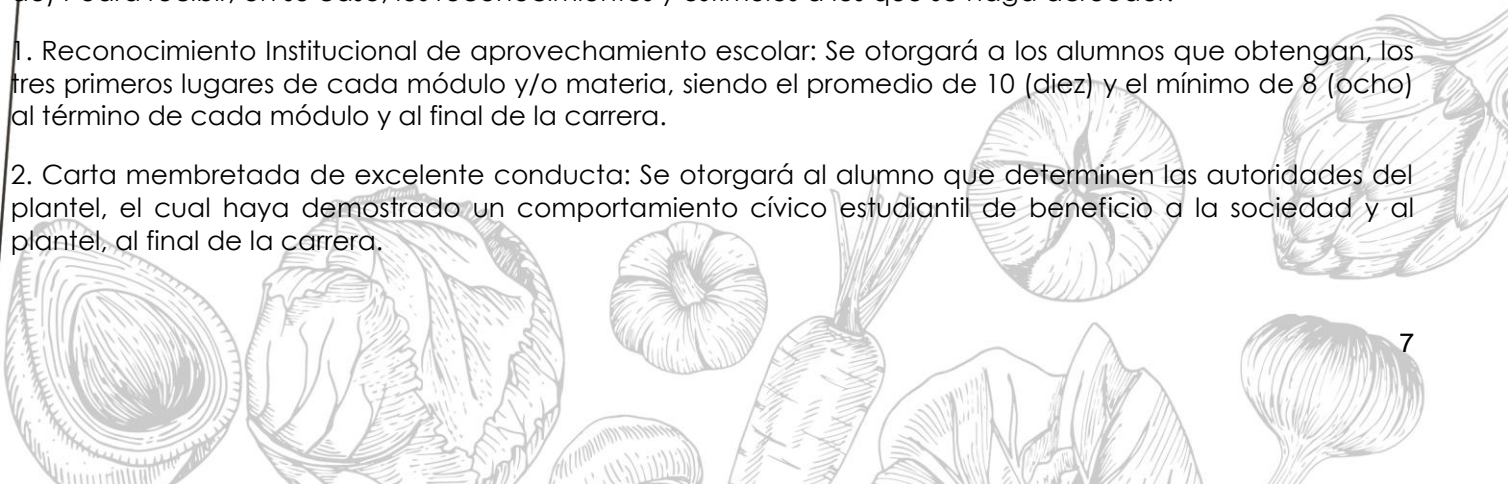 1. Reconocimiento Institucional de aprovechamiento escolar: Se otorgará a los alumnos que obtengan, los
tres primeros lugares de cada módulo y/o materia, siendo el promedio de 10 (diez) y el mínimo de 8 (ocho)
al término de cada módulo y al final de la carrera.
2. Carta membretada de excelente conducta: Se otorgará al alumno que determinen las autoridades del
plantel, el cual haya demostrado un comportamiento cívico estudiantil de beneficio a la sociedad y al
plantel, al final de la carrera.
7